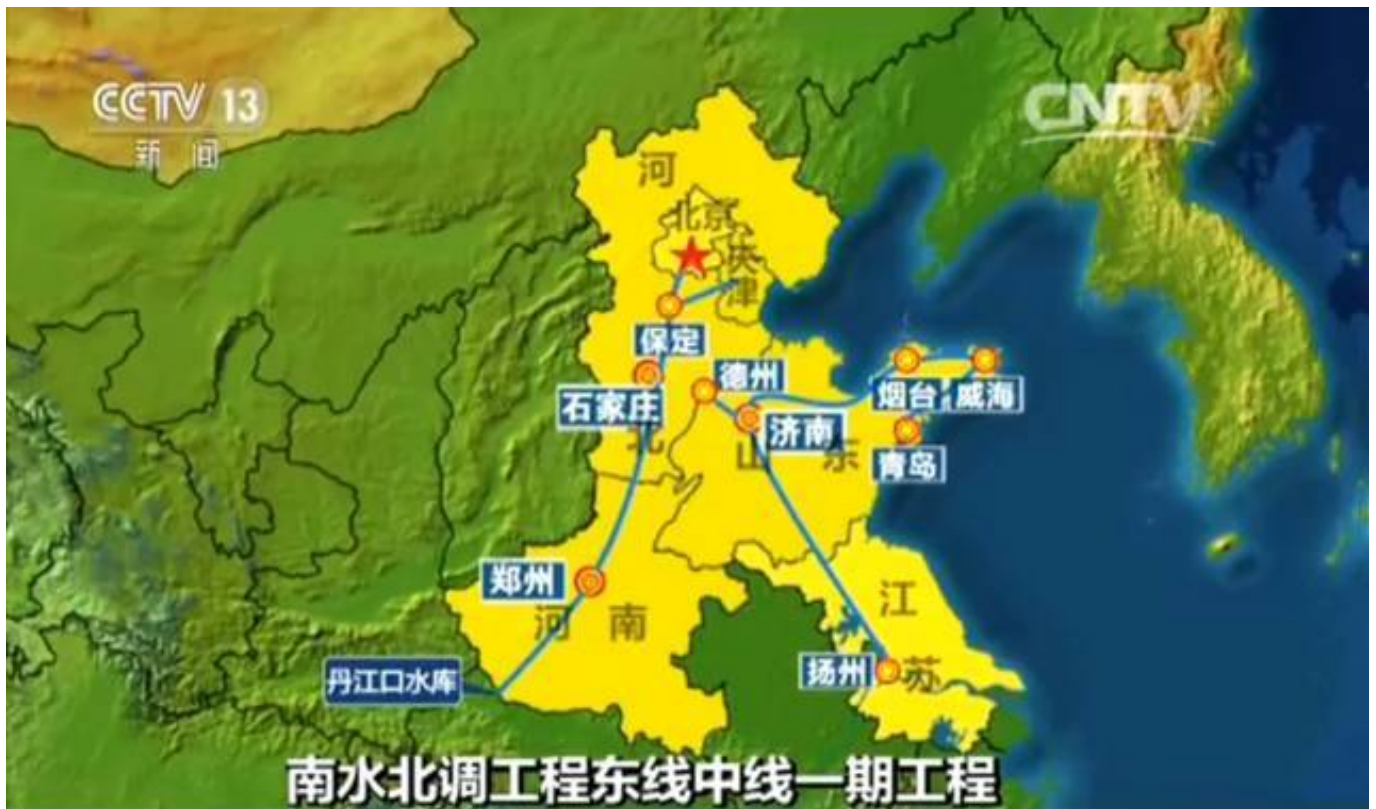 CCTV 13
新闻
CNTV
河
北京
天
津
保定
德州
烟台
威海
石家庄
济南
北
山东
青岛
郑州
河南
江
丹江口水库
扬州
苏
南水北调工程东线中线一期工程